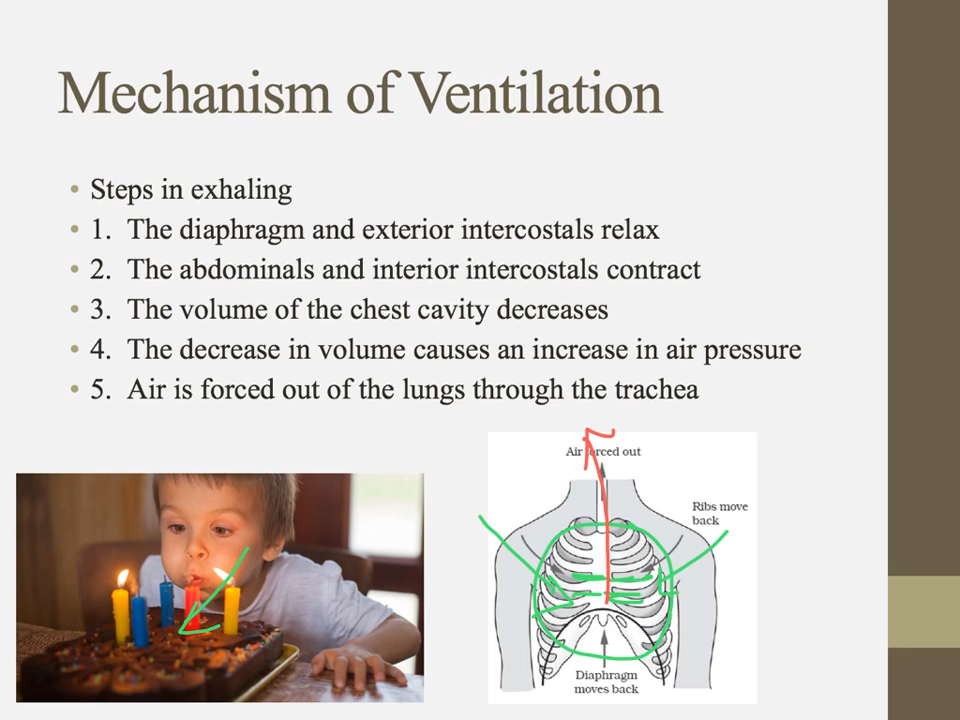 Mechanism of Ventilation
• Steps in exhaling
• 1. The diaphragm and exterior intercostals relax
• 2. The abdominals and interior intercostals contract
• 3. The volume of the chest cavity decreases
• 4. The decrease in volume causes an increase in air pressure
• 5. Air is forced out of the lungs through the trachea
Air forced out
Ribs move
back
Diaphragm
moves back